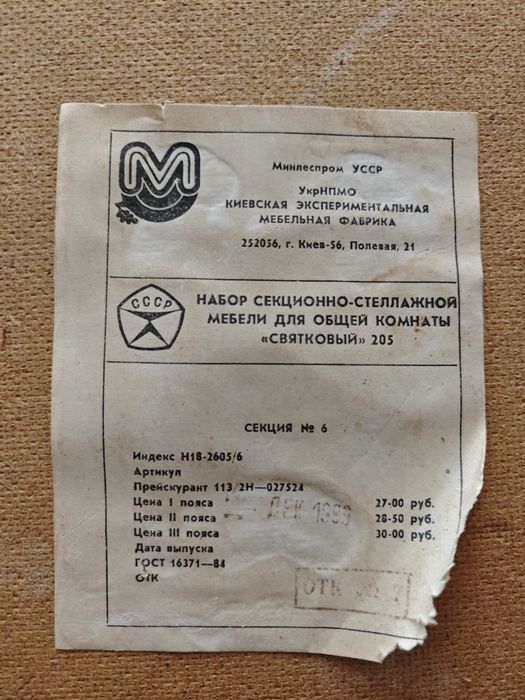 М
Минлеспром УССР
УкрНПМО
КИЕВСКАЯ ЭКСПЕРИМЕНТАЛЬНАЯ
МЕБЕЛЬНАЯ ФАБРИКА
252056, г. Киев-56, Полевая, 21
СССР
НАБОР СЕКЦИОННО-СТЕЛЛАЖНОЙ
МЕБЕЛИ ДЛЯ ОБЩЕЙ КОМНАТЫ
«СВЯТКОВЫЙ» 205
СЕКЦИЯ № 6
Индекс Н18-2605/6
Артикул
Прейскурант 113/2Н—027524
Цена I пояса 27-00 руб.
Цена II пояса ДЕК 28-50 руб.
Цена III пояса 30-00 руб.
Дата выпуска
ГОСТ 16371—84
ОТК
ОТК